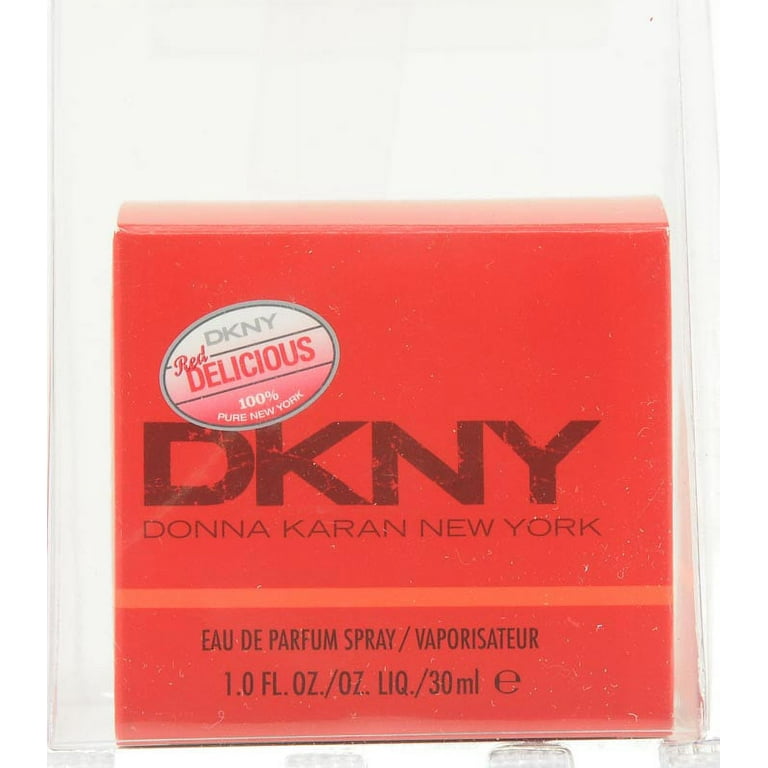 DKNY
Red
DELICIOUS
100%
PURE NEW YORK
DKNY
DONNA KARAN NEW YORK
EAU DE PARFUM SPRAY/VAPORISATEUR
1.0 FL. OZ./OZ. LIQ./30ml ℮